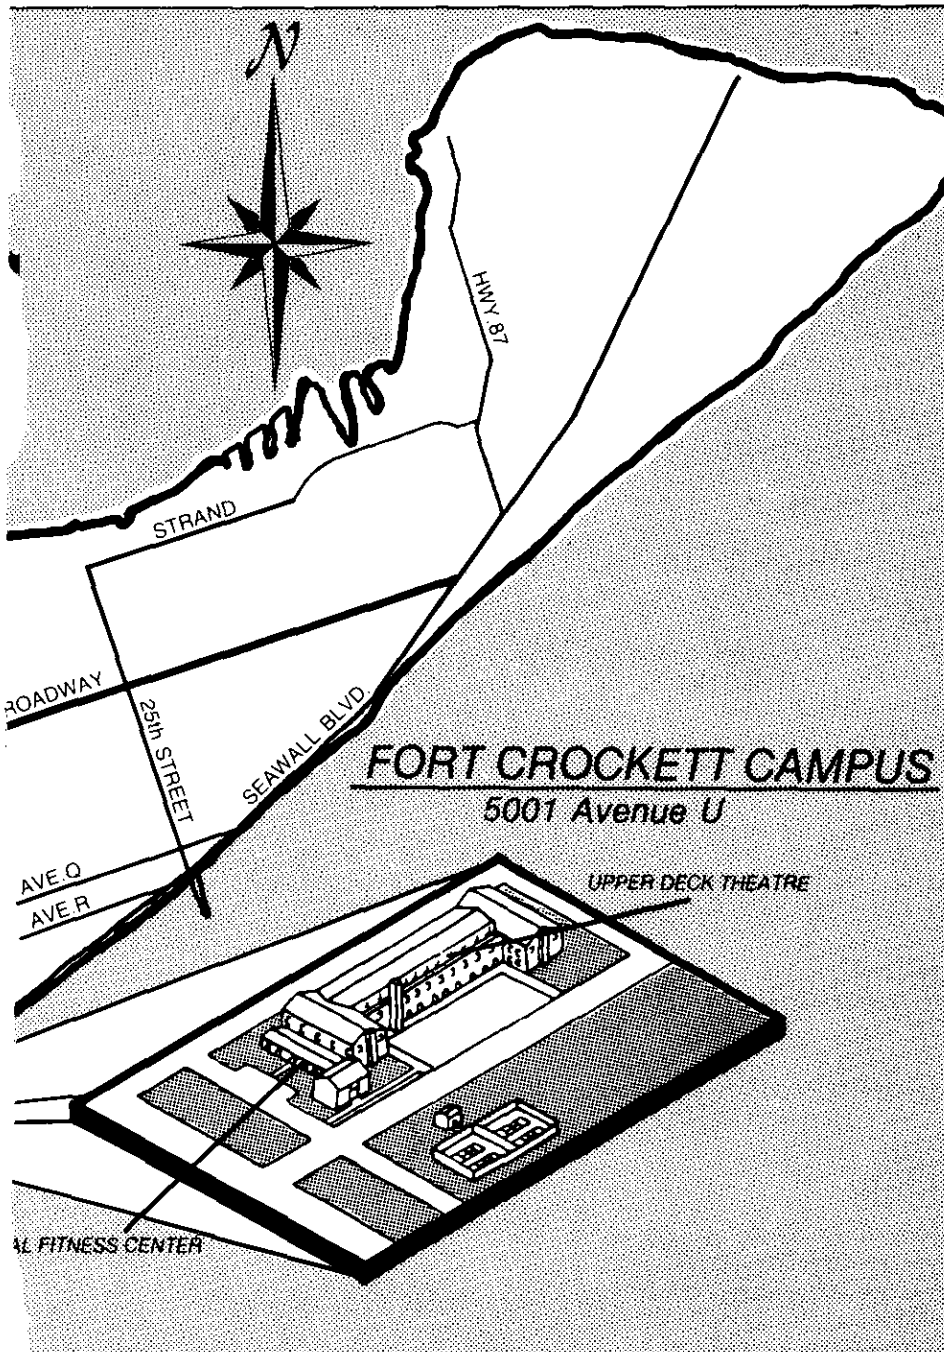 N
HWY.87
STRAND
ROADWAY
25th STREET
SEAWALL BLVD.
FORT CROCKETT CAMPUS
5001 Avenue U
AVE.Q
AVE.R
UPPER DECK THEATRE
AL FITNESS CENTER